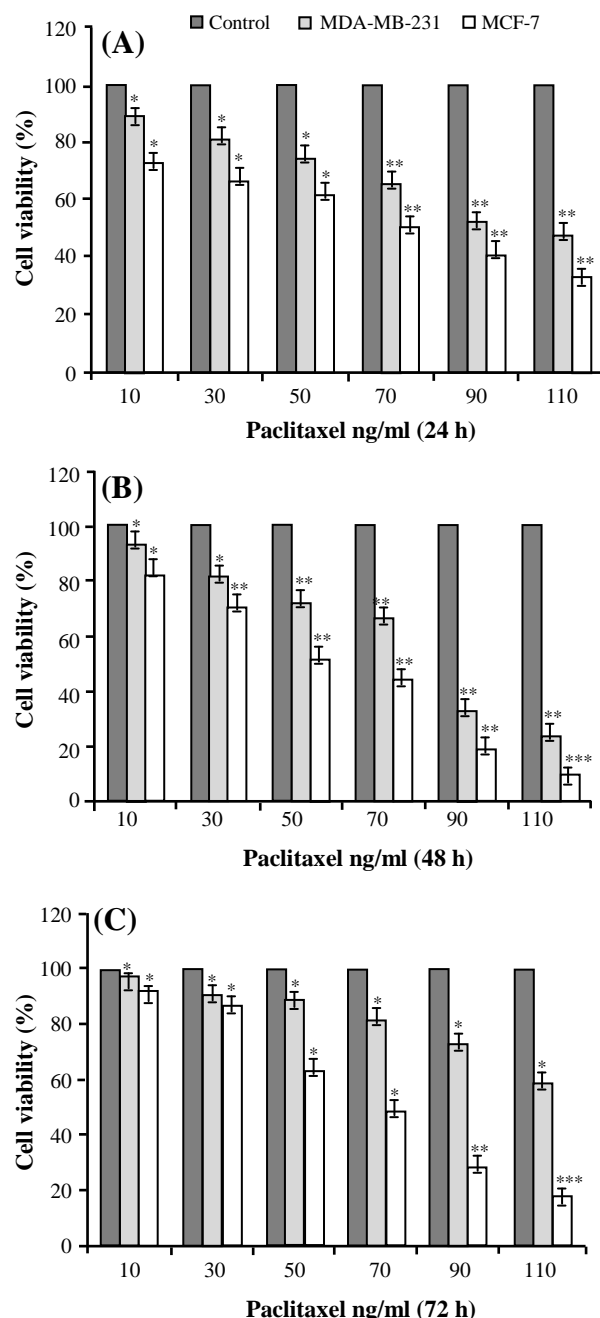 Control MDA-MB-231 MCF-7
(A)
Cell viability (%)
120
100
80
60
40
20
0
* * * * * * ** ** ** ** ** **
10 30 50 70 90 110
Paclitaxel ng/ml (24 h)
(B)
Cell viability (%)
120
100
80
60
40
20
0
* * * ** ** ** ** ** ** ** ** ***
10 30 50 70 90 110
Paclitaxel ng/ml (48 h)
(C)
Cell viability (%)
120
100
80
60
40
20
0
* * * * * * * * * ** * ***
10 30 50 70 90 110
Paclitaxel ng/ml (72 h)